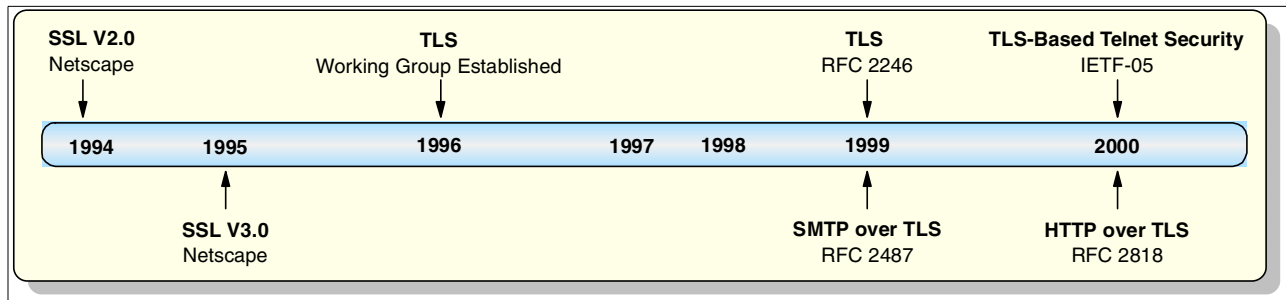 SSL V2.0
Netscape
TLS
Working Group Established
TLS
RFC 2246
TLS-Based Telnet Security
IETF-05
1994
1995
1996
1997
1998
1999
2000
SSL V3.0
Netscape
SMTP over TLS
RFC 2487
HTTP over TLS
RFC 2818